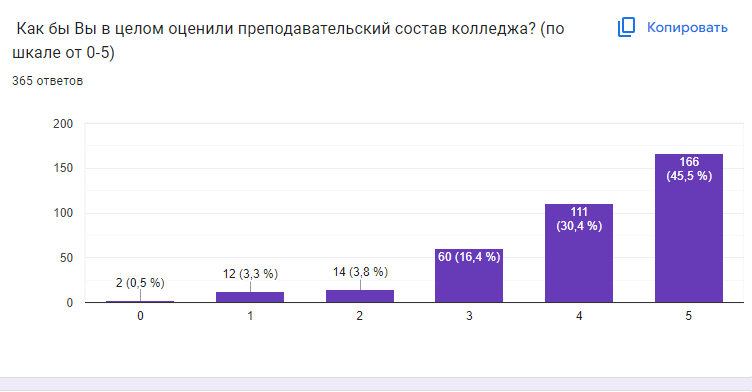 Как бы Вы в целом оценили преподавательский состав колледжа? (по
шкале от 0-5)
Копировать
365 ответов
200
150
100
50
0
2 (0,5 %)
12 (3,3 %)
14 (3,8 %)
60 (16,4 %)
111
(30,4 %)
166
(45,5 %)
0
1
2
3
4
5